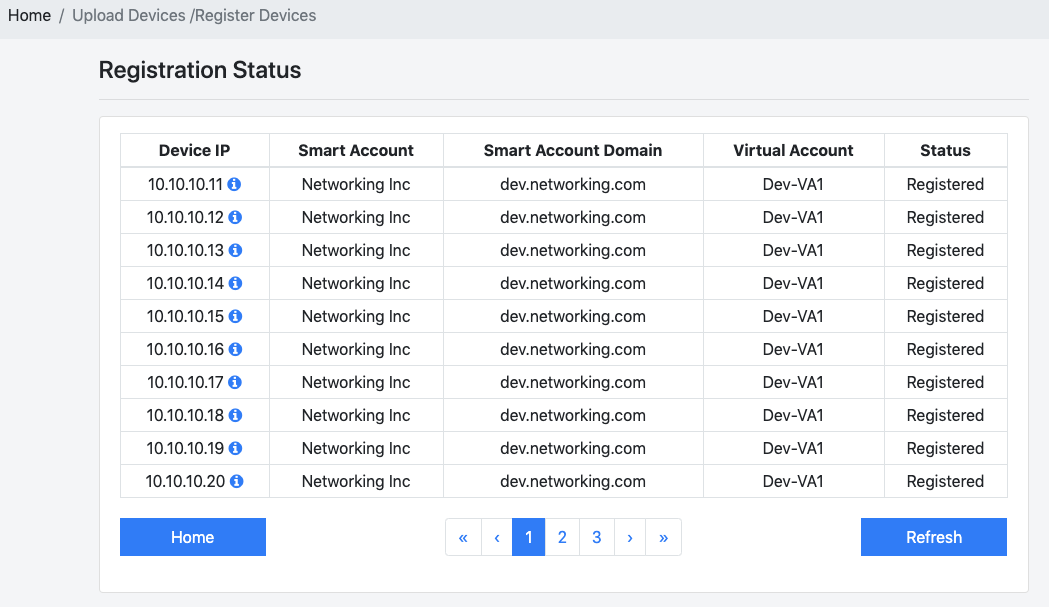 Home / Upload Devices /Register Devices
Registration Status
Device IP Smart Account Smart Account Domain Virtual Account Status
10.10.10.11 Networking Inc dev.networking.com Dev-VA1 Registered
10.10.10.12 Networking Inc dev.networking.com Dev-VA1 Registered
10.10.10.13 Networking Inc dev.networking.com Dev-VA1 Registered
10.10.10.14 Networking Inc dev.networking.com Dev-VA1 Registered
10.10.10.15 Networking Inc dev.networking.com Dev-VA1 Registered
10.10.10.16 Networking Inc dev.networking.com Dev-VA1 Registered
10.10.10.17 Networking Inc dev.networking.com Dev-VA1 Registered
10.10.10.18 Networking Inc dev.networking.com Dev-VA1 Registered
10.10.10.19 Networking Inc dev.networking.com Dev-VA1 Registered
10.10.10.20 Networking Inc dev.networking.com Dev-VA1 Registered
Home « ‹ 1 2 3 › » Refresh